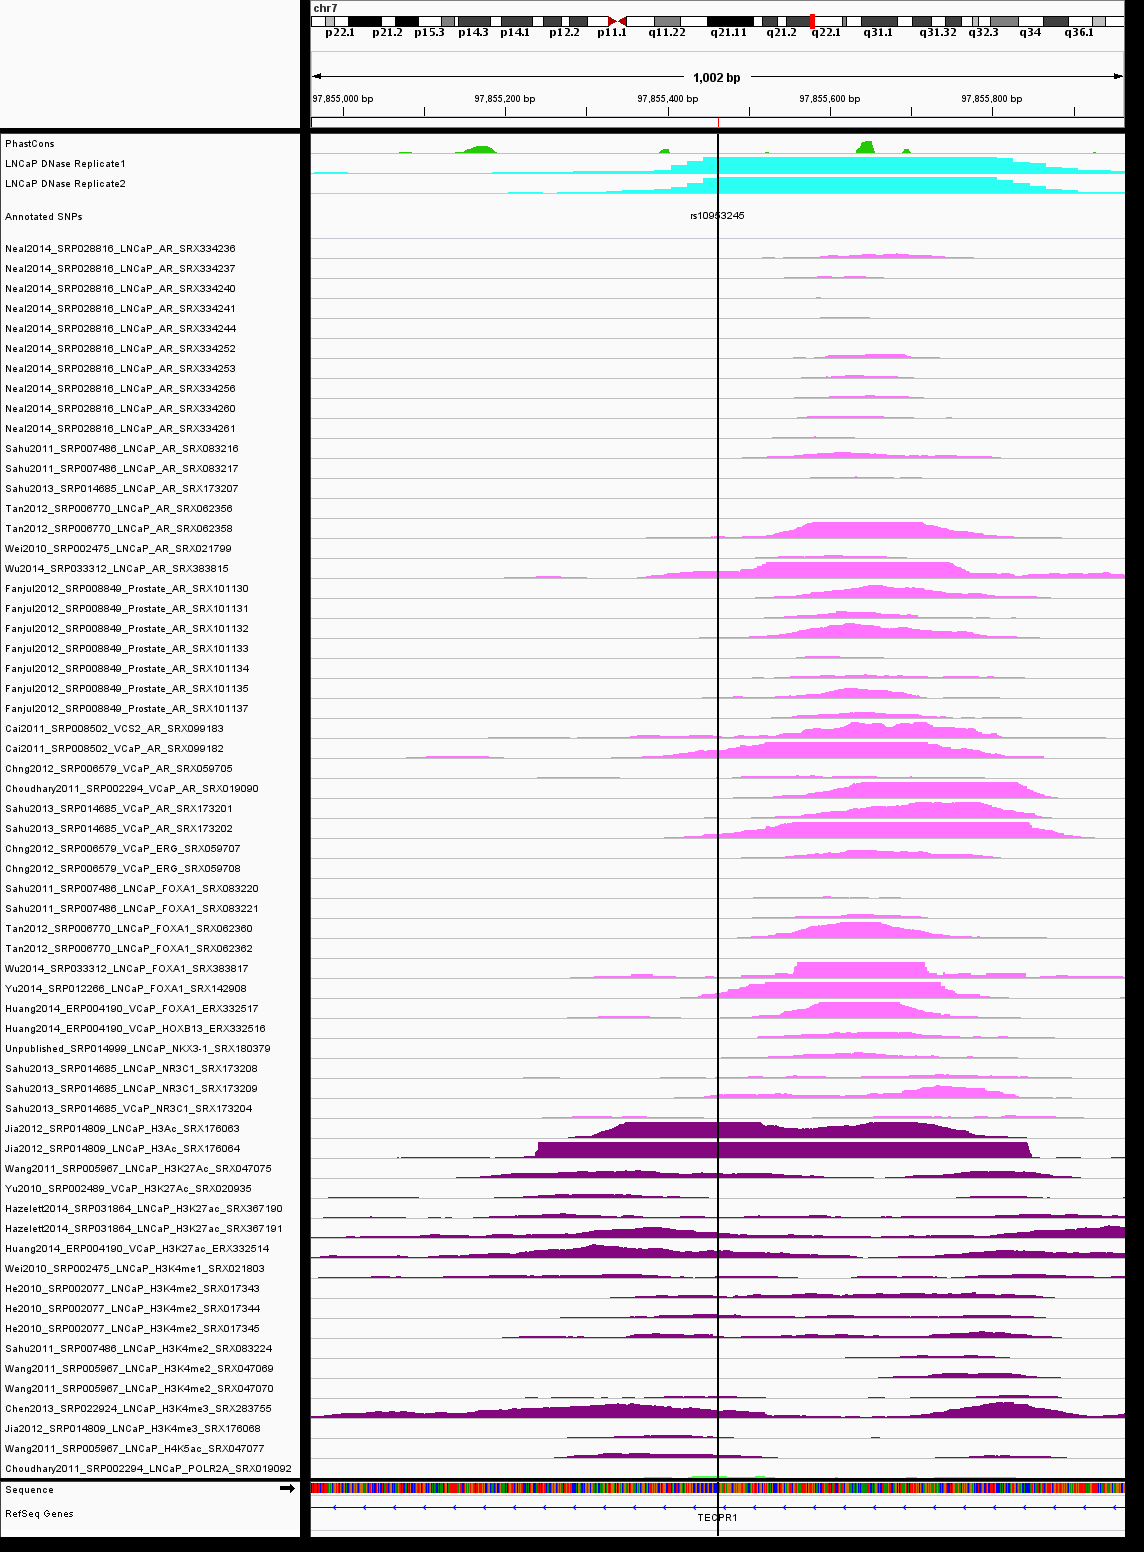 chr7
p22.1 p21.2 p15.3 p14.3 p14.1 p12.2 p11.1 q11.22 q21.11 q21.2 q22.1 q31.1 q31.32 q32.3 q34 q36.1
1,002 bp
97,855,000 bp 97,855,200 bp 97,855,400 bp 97,855,600 bp 97,855,800 bp
PhastCons
LNCaP DNase Replicate1
LNCaP DNase Replicate2
Annotated SNPs rs10953245
Neal2014_SRP028816_LNCaP_AR_SRX334236
Neal2014_SRP028816_LNCaP_AR_SRX334237
Neal2014_SRP028816_LNCaP_AR_SRX334240
Neal2014_SRP028816_LNCaP_AR_SRX334241
Neal2014_SRP028816_LNCaP_AR_SRX334244
Neal2014_SRP028816_LNCaP_AR_SRX334252
Neal2014_SRP028816_LNCaP_AR_SRX334253
Neal2014_SRP028816_LNCaP_AR_SRX334256
Neal2014_SRP028816_LNCaP_AR_SRX334260
Neal2014_SRP028816_LNCaP_AR_SRX334261
Sahu2011_SRP007486_LNCaP_AR_SRX083216
Sahu2011_SRP007486_LNCaP_AR_SRX083217
Sahu2013_SRP014685_LNCaP_AR_SRX173207
Tan2012_SRP006770_LNCaP_AR_SRX062356
Tan2012_SRP006770_LNCaP_AR_SRX062358
Wei2010_SRP002475_LNCaP_AR_SRX021799
Wu2014_SRP033312_LNCaP_AR_SRX383815
Fanjul2012_SRP008849_Prostate_AR_SRX101130
Fanjul2012_SRP008849_Prostate_AR_SRX101131
Fanjul2012_SRP008849_Prostate_AR_SRX101132
Fanjul2012_SRP008849_Prostate_AR_SRX101133
Fanjul2012_SRP008849_Prostate_AR_SRX101134
Fanjul2012_SRP008849_Prostate_AR_SRX101135
Fanjul2012_SRP008849_Prostate_AR_SRX101137
Cai2011_SRP008502_VCS2_AR_SRX099183
Cai2011_SRP008502_VCaP_AR_SRX099182
Chng2012_SRP006579_VCaP_AR_SRX059705
Choudhary2011_SRP002294_VCaP_AR_SRX019090
Sahu2013_SRP014685_VCaP_AR_SRX173201
Sahu2013_SRP014685_VCaP_AR_SRX173202
Chng2012_SRP006579_VCaP_ERG_SRX059707
Chng2012_SRP006579_VCaP_ERG_SRX059708
Sahu2011_SRP007486_LNCaP_FOXA1_SRX083220
Sahu2011_SRP007486_LNCaP_FOXA1_SRX083221
Tan2012_SRP006770_LNCaP_FOXA1_SRX062360
Tan2012_SRP006770_LNCaP_FOXA1_SRX062362
Wu2014_SRP033312_LNCaP_FOXA1_SRX383817
Yu2014_SRP012266_LNCaP_FOXA1_SRX142908
Huang2014_ERP004190_VCaP_FOXA1_ERX332517
Huang2014_ERP004190_VCaP_HOXB13_ERX332516
Unpublished_SRP014999_LNCaP_NKX3-1_SRX180379
Sahu2013_SRP014685_LNCaP_NR3C1_SRX173208
Sahu2013_SRP014685_LNCaP_NR3C1_SRX173209
Sahu2013_SRP014685_VCaP_NR3C1_SRX173204
Jia2012_SRP014809_LNCaP_H3Ac_SRX176063
Jia2012_SRP014809_LNCaP_H3Ac_SRX176064
Wang2011_SRP005967_LNCaP_H3K27Ac_SRX047075
Yu2010_SRP002489_VCaP_H3K27Ac_SRX020935
Hazelett2014_SRP031864_LNCaP_H3K27ac_SRX367190
Hazelett2014_SRP031864_LNCaP_H3K27ac_SRX367191
Huang2014_ERP004190_VCaP_H3K27ac_ERX332514
Wei2010_SRP002475_LNCaP_H3K4me1_SRX021803
He2010_SRP002077_LNCaP_H3K4me2_SRX017343
He2010_SRP002077_LNCaP_H3K4me2_SRX017344
He2010_SRP002077_LNCaP_H3K4me2_SRX017345
Sahu2011_SRP007486_LNCaP_H3K4me2_SRX083224
Wang2011_SRP005967_LNCaP_H3K4me2_SRX047069
Wang2011_SRP005967_LNCaP_H3K4me2_SRX047070
Chen2013_SRP022924_LNCaP_H3K4me3_SRX283755
Jia2012_SRP014809_LNCaP_H3K4me3_SRX176068
Wang2011_SRP005967_LNCaP_H4K5ac_SRX047077
Choudhary2011_SRP002294_LNCaP_POLR2A_SRX019092
Sequence
RefSeq Genes
TECPR1